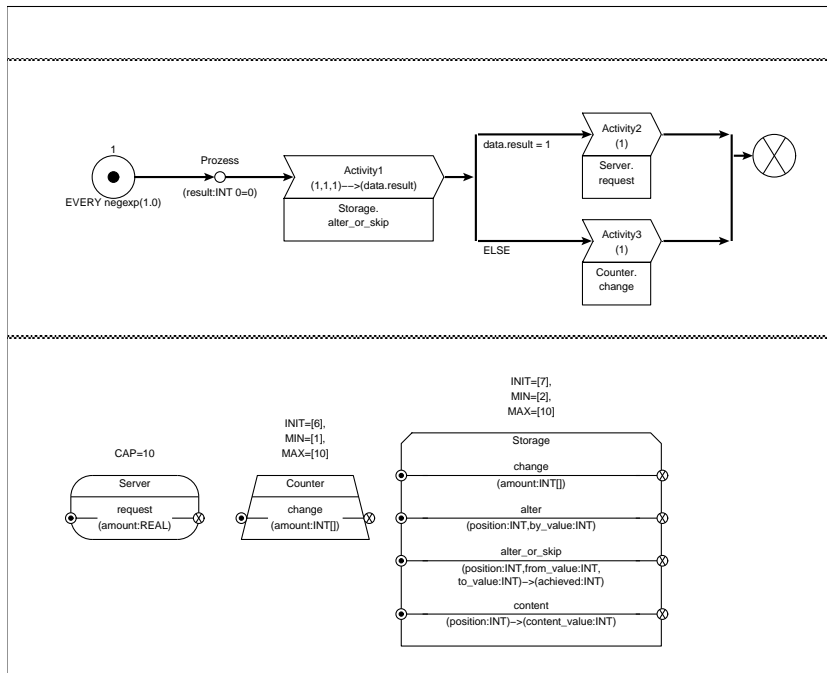 1
EVERY negexp(1.0)
Prozess
(result:INT 0=0)
Activity1
(1,1,1)-->(data.result)
Storage.
alter_or_skip
data.result = 1
ELSE
Activity2
(1)
Server.
request
Activity3
(1)
Counter.
change
CAP=10
Server
request
(amount:REAL)
INIT=[6],
MIN=[1],
MAX=[10]
Counter
change
(amount:INT[])
INIT=[7],
MIN=[2],
MAX=[10]
Storage
change
(amount:INT[])
alter
(position:INT,by_value:INT)
alter_or_skip
(position:INT,from_value:INT,
to_value:INT)->(achieved:INT)
content
(position:INT)->(content_value:INT)